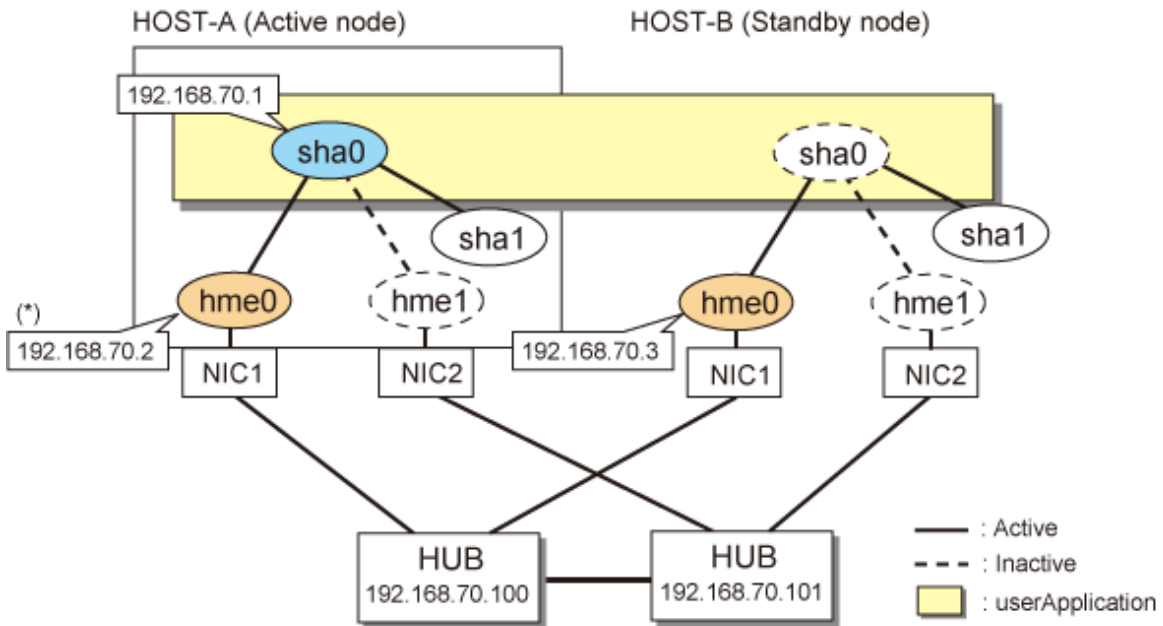 HOST-A (Active node)
HOST-B (Standby node)
192.168.70.1
sha0
sha0
sha1
sha1
hme0
hme1
hme0
hme1
(*)
192.168.70.2
192.168.70.3
NIC1
NIC2
NIC1
NIC2
HUB
192.168.70.100
HUB
192.168.70.101
: Active
: Inactive
: userApplication